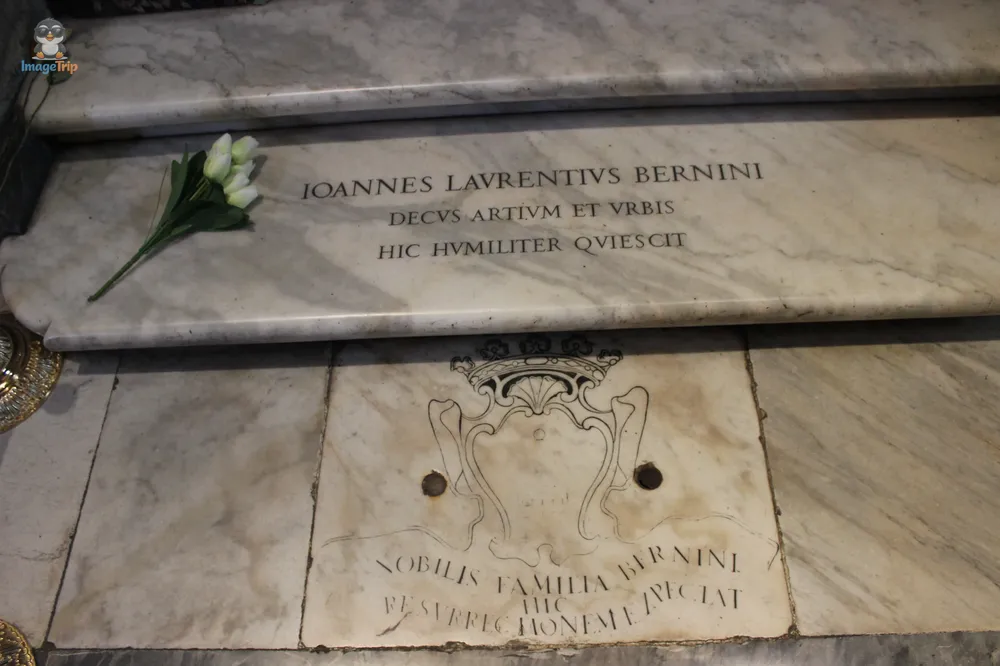 ImageTrip
IOANNES LAVRENTIVS BERNINI
DECVS ARTIVM ET VRBIS
HIC HVMILITER QVIESCIT
NOBILIS FAMILIA BERNINI
HIC
RESVRRECTIONEM EXPECTAT